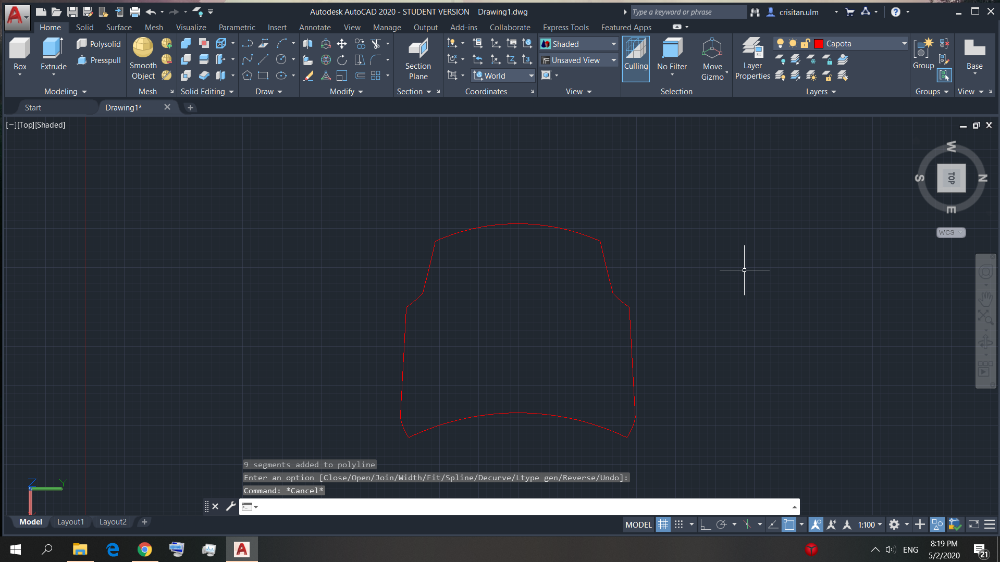 Autodesk AutoCAD 2020 - STUDENT VERSION Drawing1.dwg
Type a keyword or phrase
crisitan.ulm
Home Solid Surface Mesh Visualize Parametric Insert Annotate View Manage Output Add-ins Collaborate Express Tools Featured Apps
Box
Extrude
Polysolid
Presspull
Smooth
Object
Section
Plane
World
Shaded
Unsaved View
Culling
No Filter
Move
Gizmo
Layer
Properties
Capota
Group
Base
Modeling Mesh Solid Editing Draw Modify Section Coordinates View Selection Layers Groups View
Start Drawing1*
[−][Top][Shaded]
W
S TOP N
E
WCS
9 segments added to polyline
Enter an option [Close/Open/Join/Width/Fit/Spline/Decurve/Ltype gen/Reverse/Undo]:
Command: *Cancel*
Z Y
Model Layout1 Layout2
MODEL
1:100
ENG
8:19 PM
5/2/2020
21